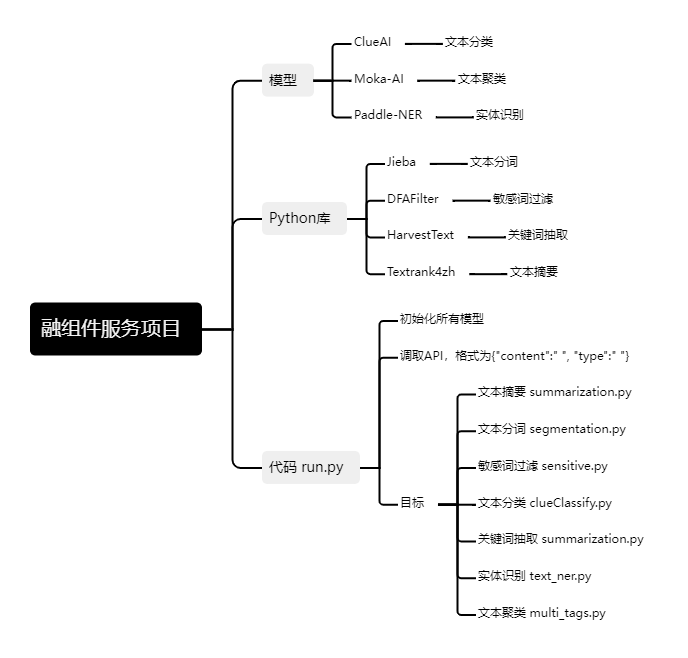 融组件服务项目
模型
ClueAI
文本分类
Moka-AI
文本聚类
Paddle-NER
实体识别
Python库
Jieba
文本分词
DFAFilter
敏感词过滤
HarvestText
关键词抽取
Textrank4zh
文本摘要
代码 run.py
初始化所有模型
调取API，格式为{"content":" ", "type":" "}
目标
文本摘要 summarization.py
文本分词 segmentation.py
敏感词过滤 sensitive.py
文本分类 clueClassify.py
关键词抽取 summarization.py
实体识别 text_ner.py
文本聚类 multi_tags.py